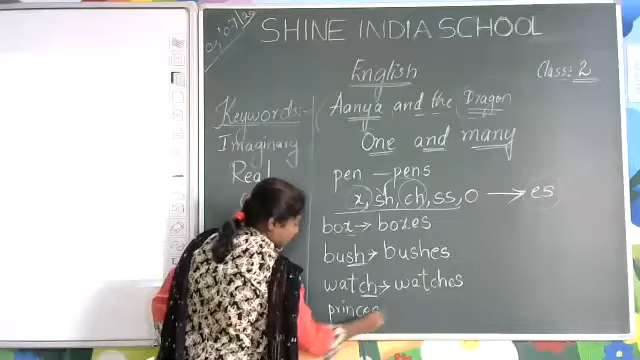 SHINE INDIA SCHOOL
English
Class: 2
Keywords:-
Aanya and the Dragon
Imaginary
One and many
Real
pen — pens
x, sh, ch, ss, o → es
box → boxes
bush → bushes
watch → watches